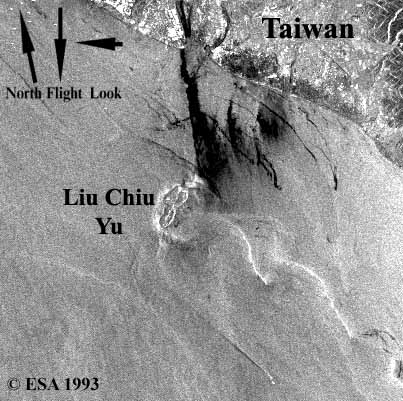 Taiwan
North Flight Look
Liu Chiu
Yu
© ESA 1993